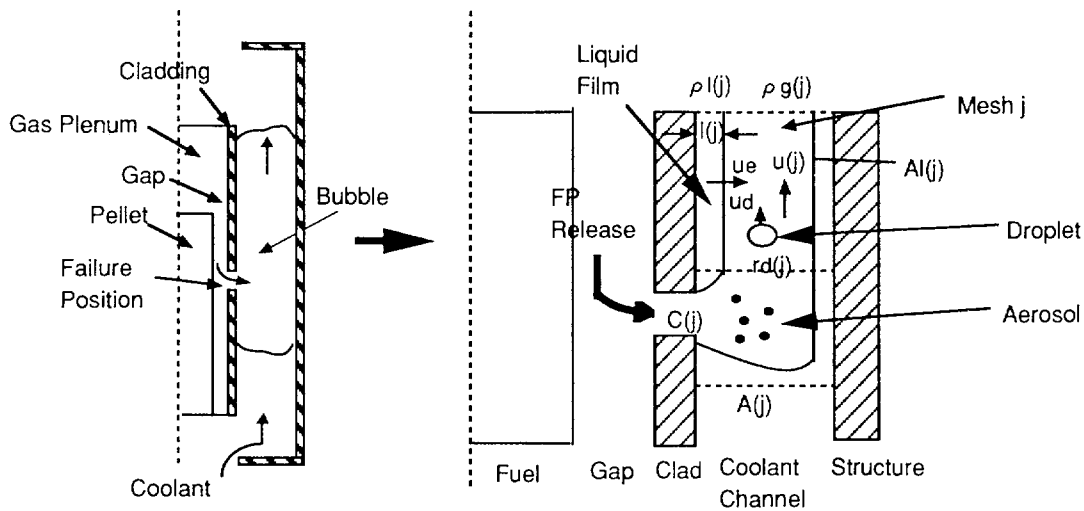 Cladding
Gas Plenum
Gap
Pellet
Failure
Position
Bubble
Coolant
Liquid
Film
ρ l(j)
ρ g(j)
Mesh j
l(j)
ue
u(j)
Al(j)
FP
Release
ud
Droplet
rd(j)
C(j)
Aerosol
A(j)
Fuel
Gap
Clad
Coolant
Channel
Structure